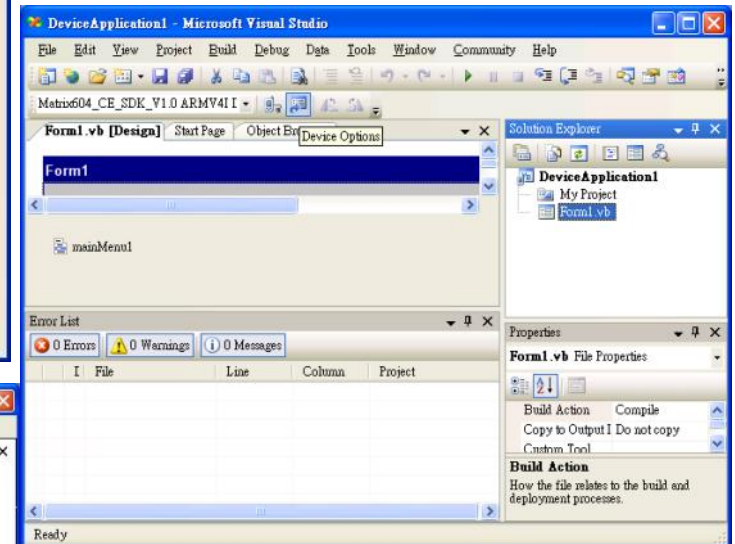 DeviceApplication1 - Microsoft Visual Studio
File Edit View Project Build Debug Data Tools Window Community Help
Matrix604_CE_SDK_V1.0 ARMV4I I
Form1.vb [Design] Start Page Object Br
Device Options
Form1
mainMenu1
Solution Explorer
DeviceApplication1
My Project
Form1.vb
Error List
0 Errors 0 Warnings 0 Messages
I File Line Column Project
Properties
Form1.vb File Properties
Build Action Compile
Copy to Output I Do not copy
Custom Tool
Build Action
How the file relates to the build and
deployment processes.
Ready